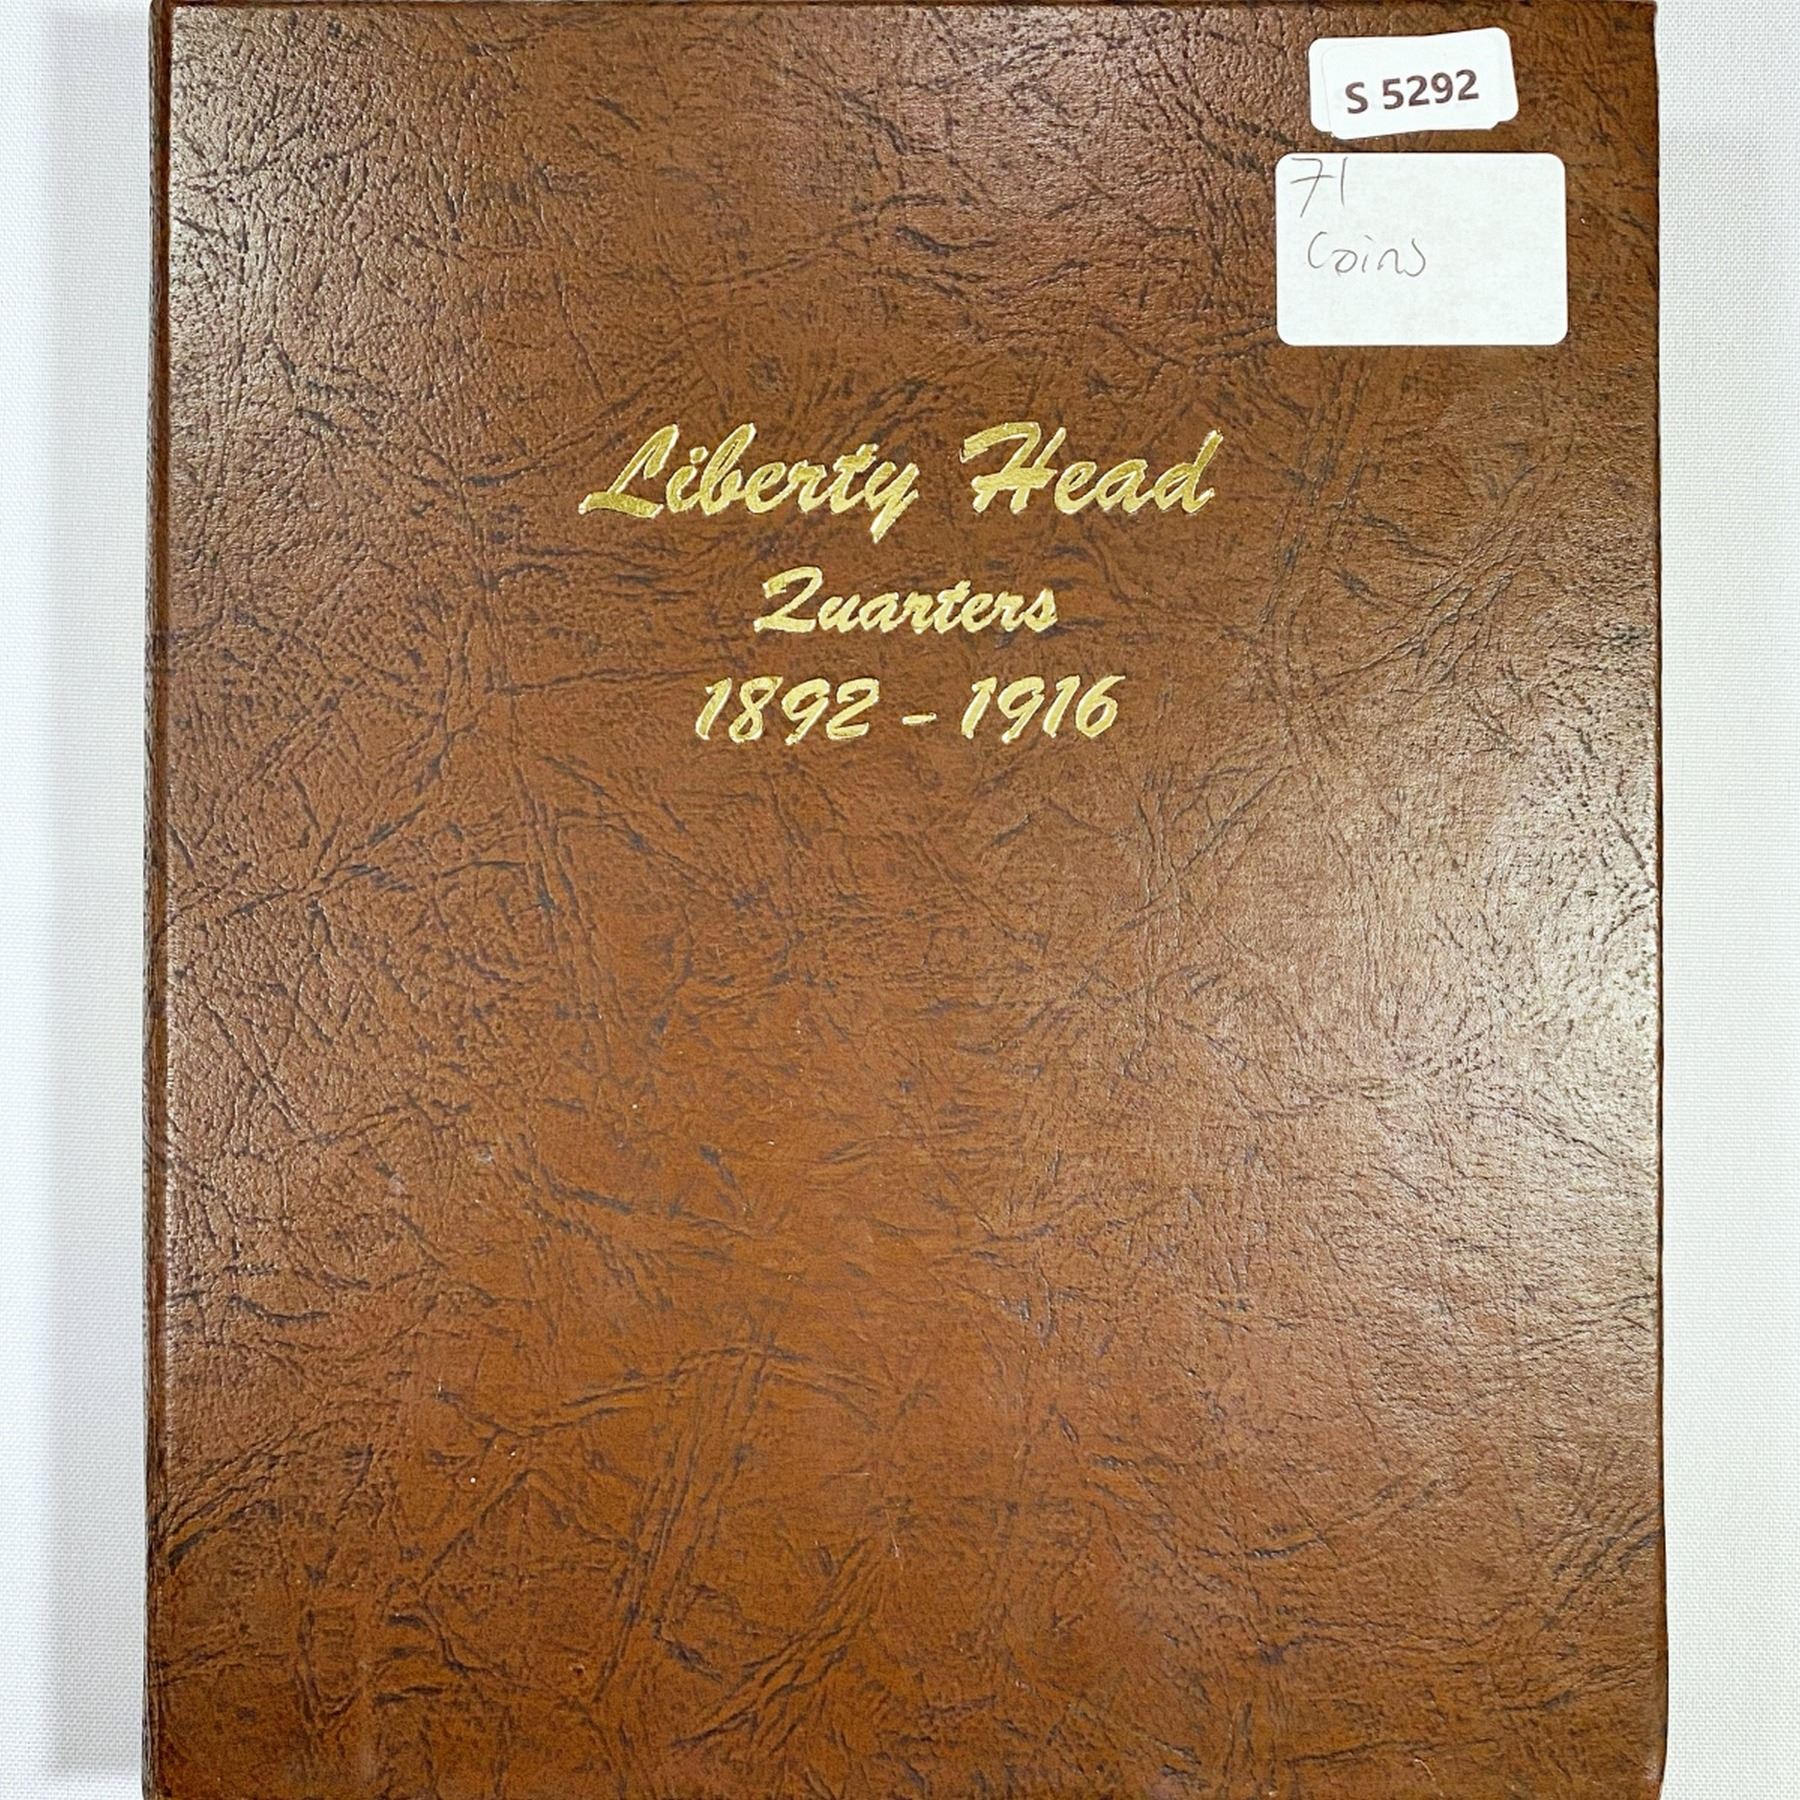 S 5292
71
Coins
Liberty Head
Quarters
1892 - 1916